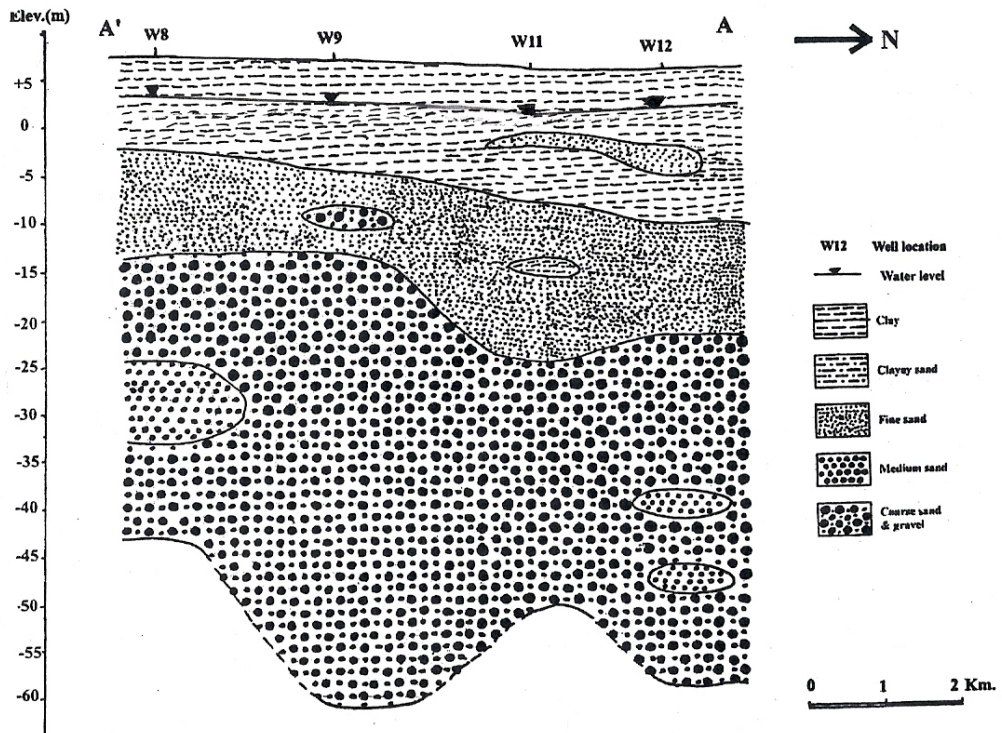 Elev.(m)
A'
W8
W9
W11
W12
A
N
+5
0
-5
-10
-15
-20
-25
-30
-35
-40
-45
-50
-55
-60
W12 Well location
Water level
Clay
Clayey sand
Fine sand
Medium sand
Coarse sand
& gravel
0 1 2 Km.